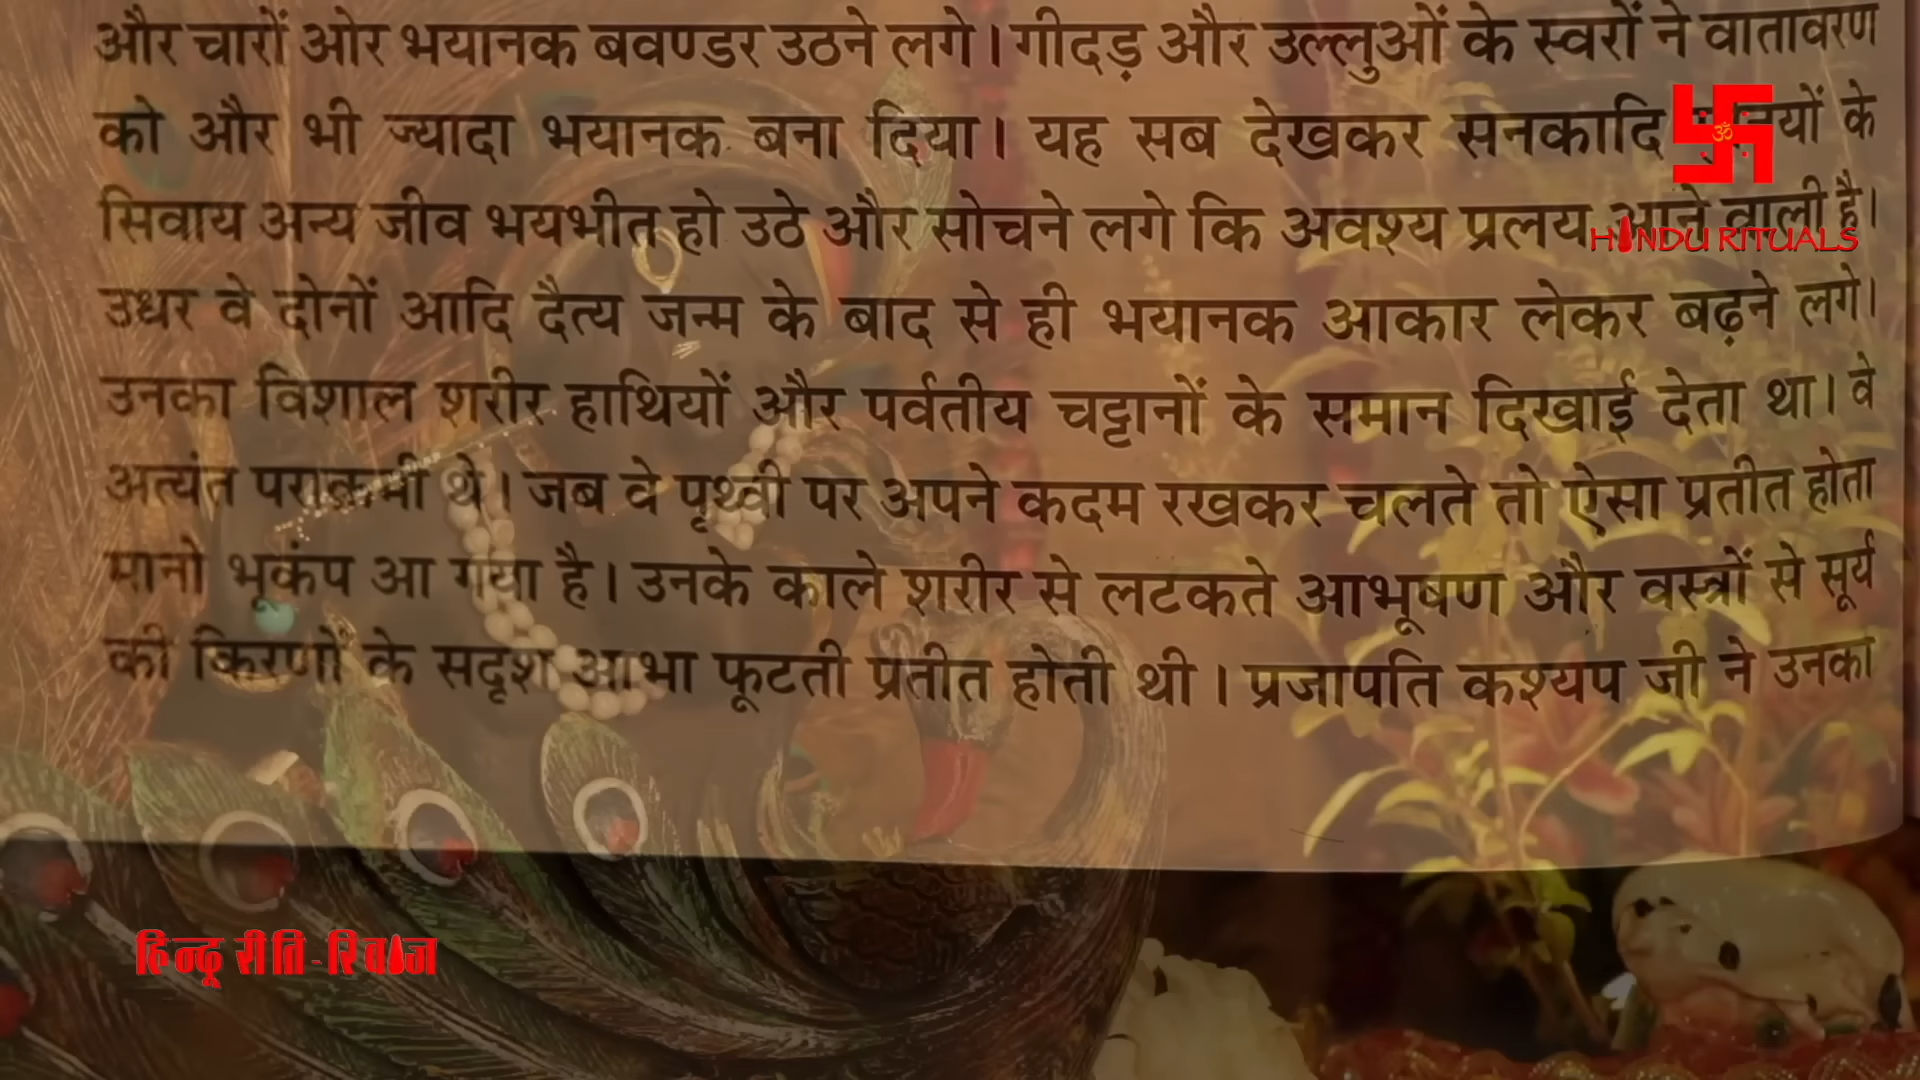 और चारों ओर भयानक बवण्डर उठने लगे। गीदड़ और उल्लुओं के स्वरों ने वातावरण
को और भी ज्यादा भयानक बना दिया। यह सब देखकर सनकादि के
सिवाय अन्य जीव भयभीत हो उठे और सोचने लगे कि अवश्य प्रलय आने वाली है।
उधर वे दोनों आदि दैत्य जन्म के बाद से ही भयानक आकार लेकर बढ़ने लगे।
उनका विशाल शरीर हाथियों और पर्वतीय चट्टानों के समान दिखाई देता था। वे
अत्यंत पराक्रमी थे। जब वे पृथ्वी पर अपने कदम रखकर चलते तो ऐसा प्रतीत होता
मानो भूकंप आ गया है। उनके काले शरीर से लटकते आभूषण और वस्त्रों से सूर्य
की किरणों के सदृश आभा फूटती प्रतीत होती थी। प्रजापति कश्यप जी ने उनका
ॐ
HINDU RITUALS
हिन्दू रीति-रिवाज